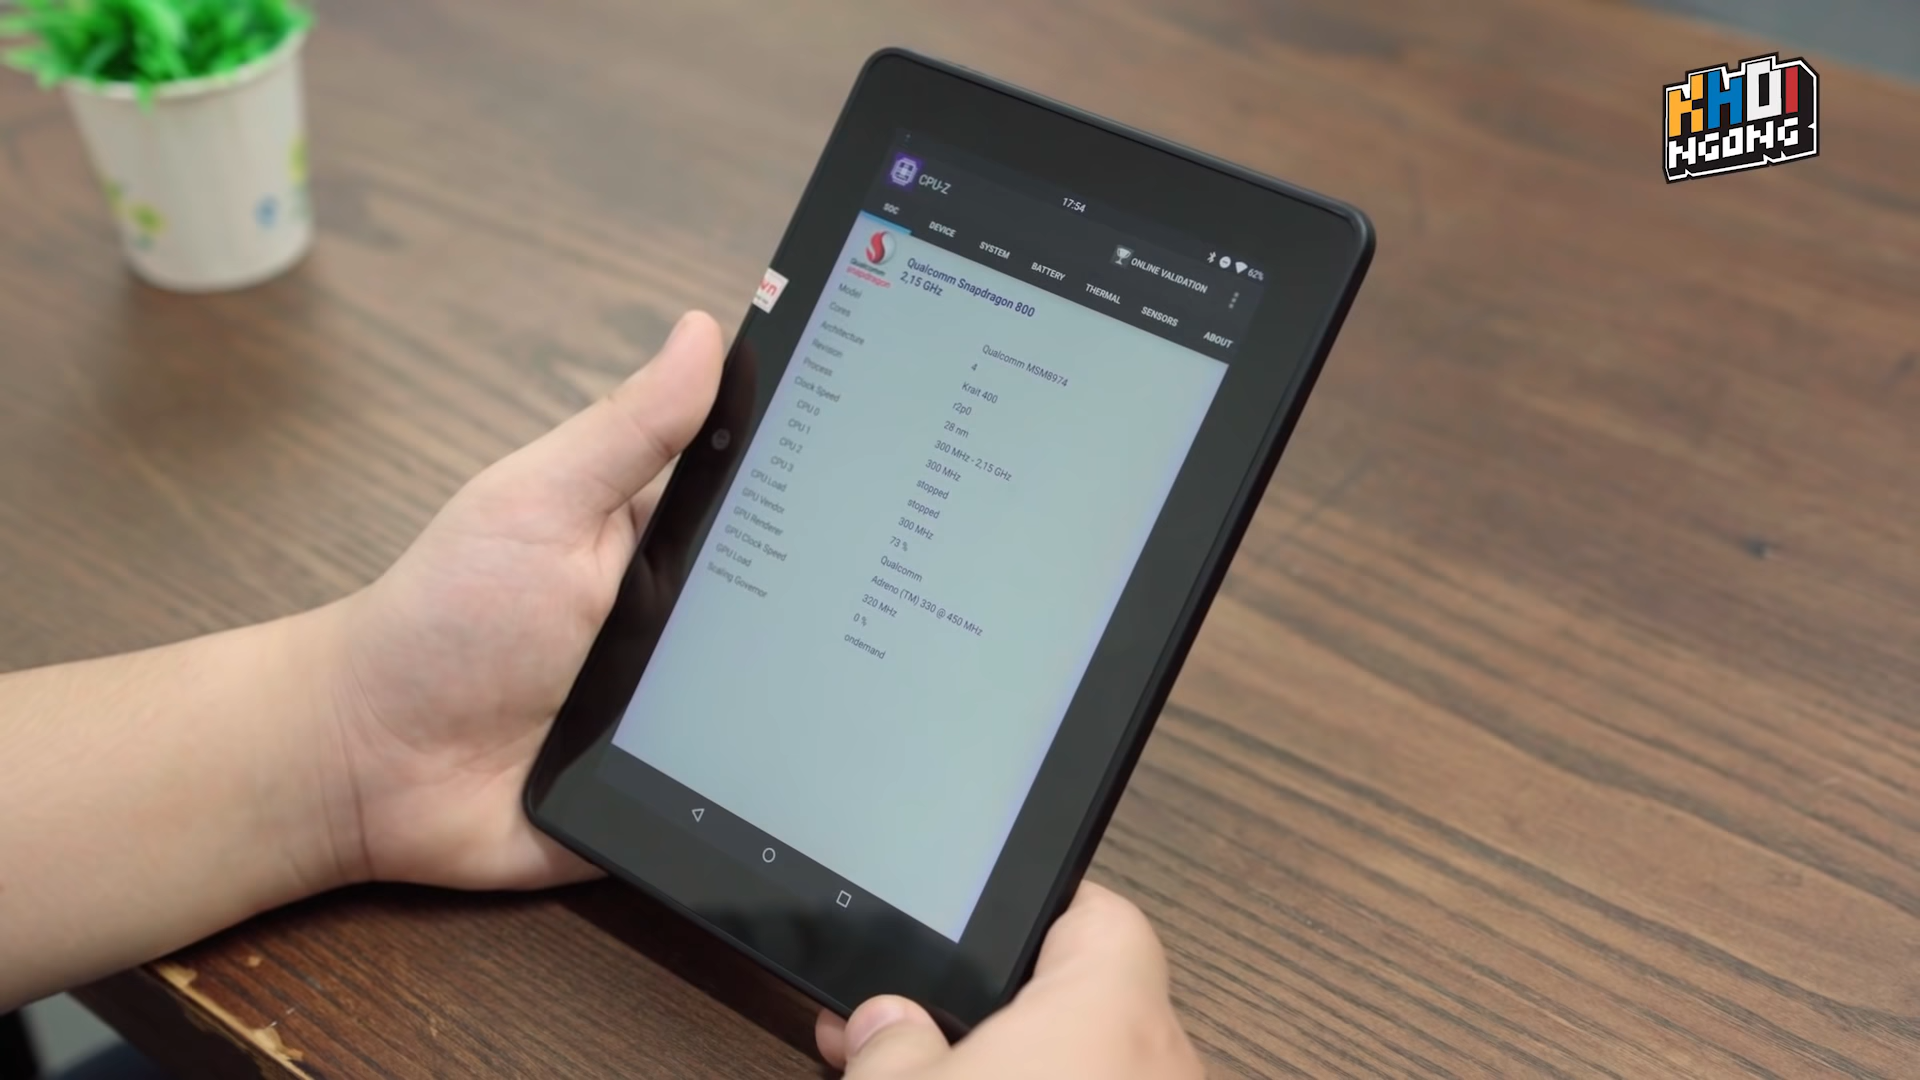 KHOI
NGONG
CPU-Z
17:54
62%
ONLINE VALIDATION
SOC
DEVICE
SYSTEM
BATTERY
THERMAL
SENSORS
ABOUT
Qualcomm
snapdragon
Qualcomm Snapdragon 800
2,15 GHz
Model Qualcomm MSM8974
Cores 4
Architecture Krait 400
Revision r2p0
Process 28 nm
Clock Speed 300 MHz - 2,15 GHz
CPU 0 300 MHz
CPU 1 stopped
CPU 2 stopped
CPU 3 300 MHz
CPU Load 73 %
GPU Vendor Qualcomm
GPU Renderer Adreno (TM) 330 @ 450 MHz
GPU Clock Speed 320 MHz
GPU Load 0 %
Scaling Governor ondemand